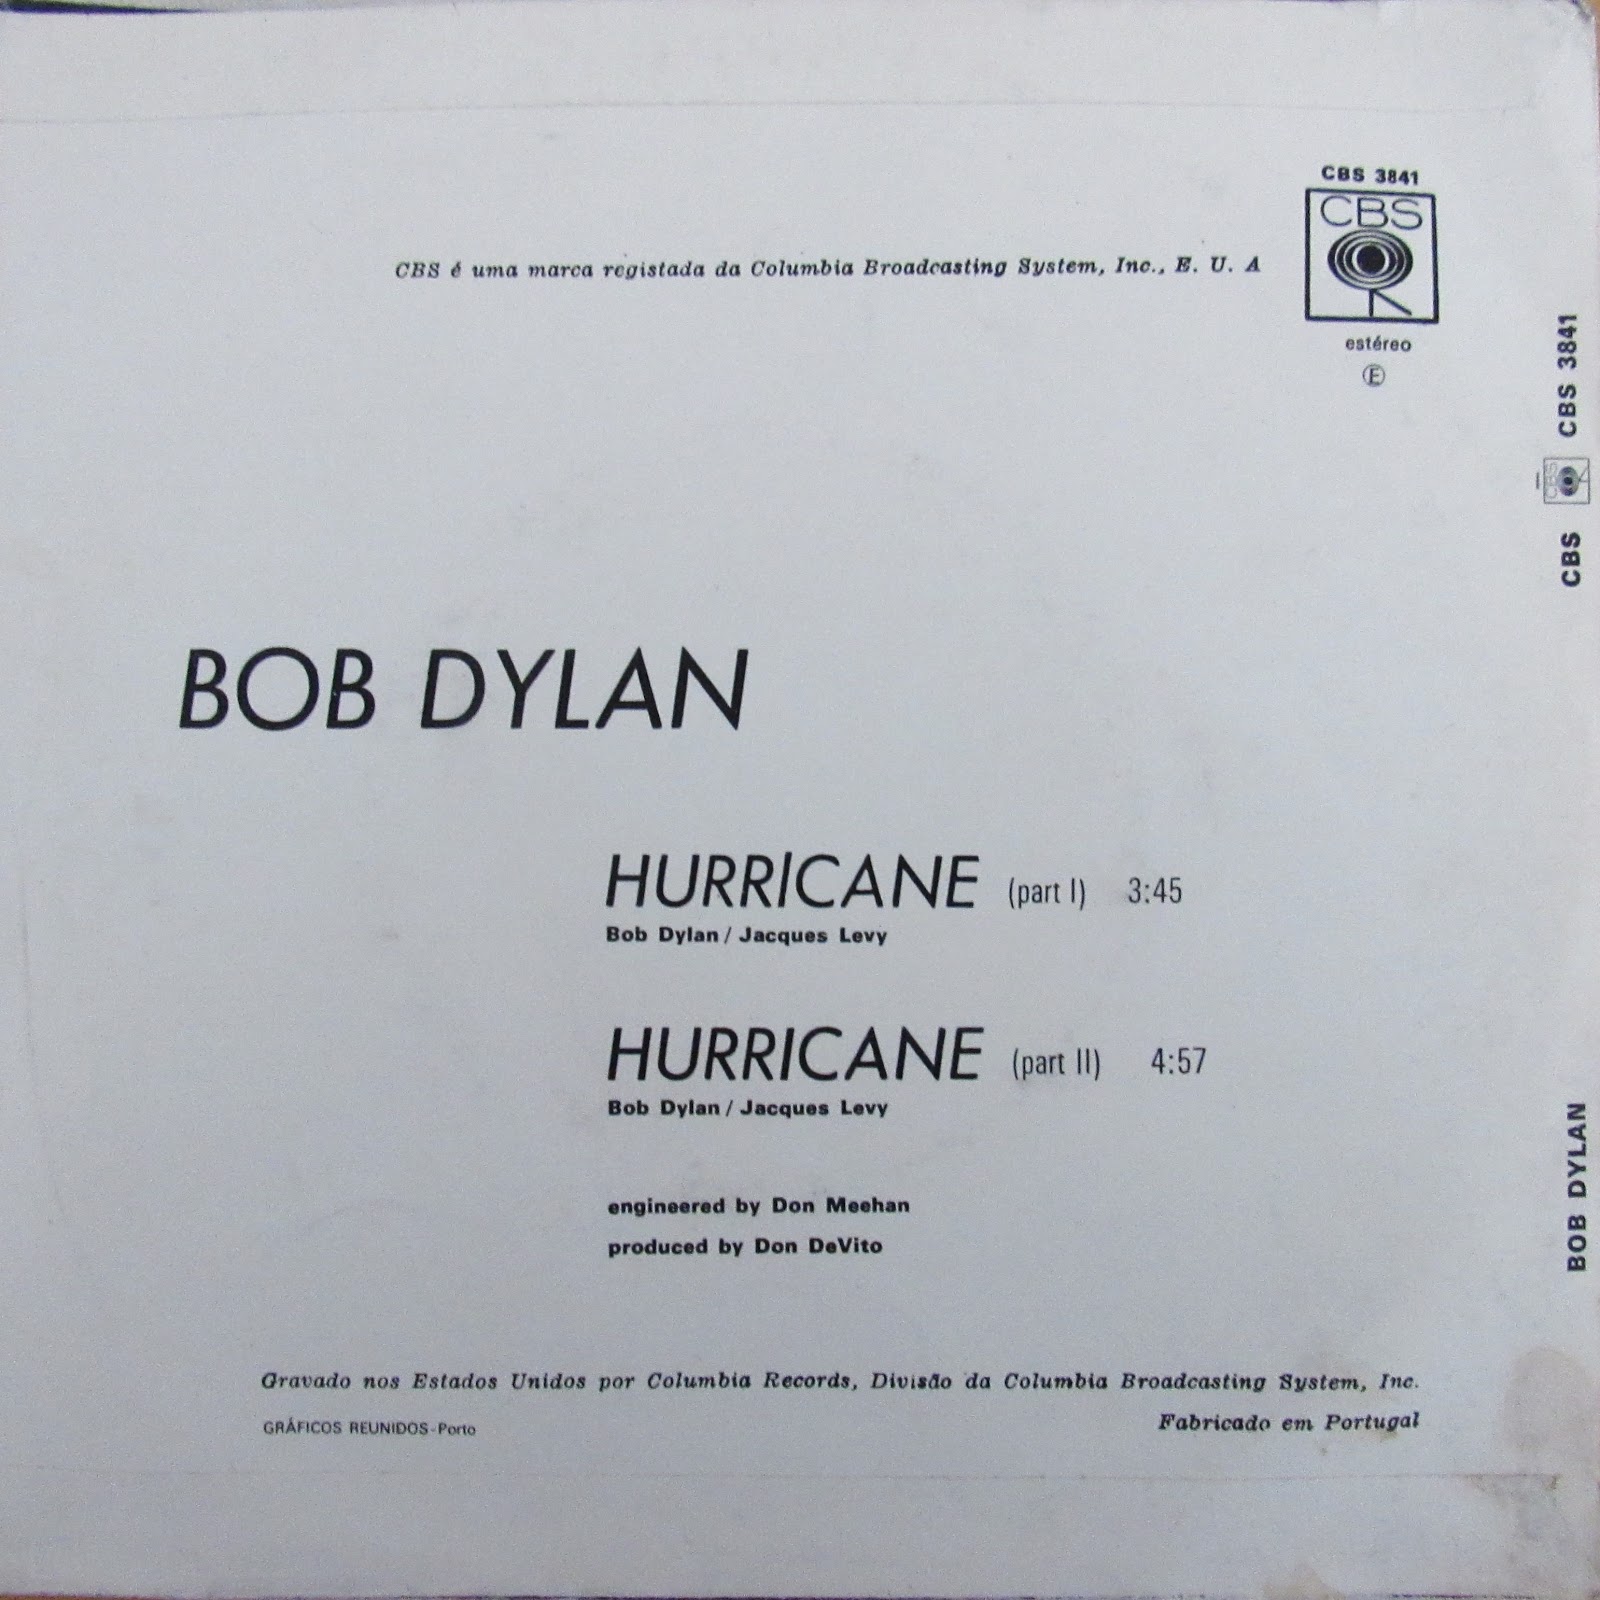 CBS 3841
CBS
CBS é uma marca registada da Columbia Broadcasting System, Inc., E. U. A
estéreo
Ⓔ
BOB DYLAN
HURRICANE (part I) 3:45
Bob Dylan / Jacques Levy
HURRICANE (part II) 4:57
Bob Dylan / Jacques Levy
engineered by Don Meehan
produced by Don DeVito
Gravado nos Estados Unidos por Columbia Records, Divisão da Columbia Broadcasting System, Inc.
GRÁFICOS REUNIDOS - Porto
Fabricado em Portugal
BOB DYLAN
CBS CBS CBS 3841